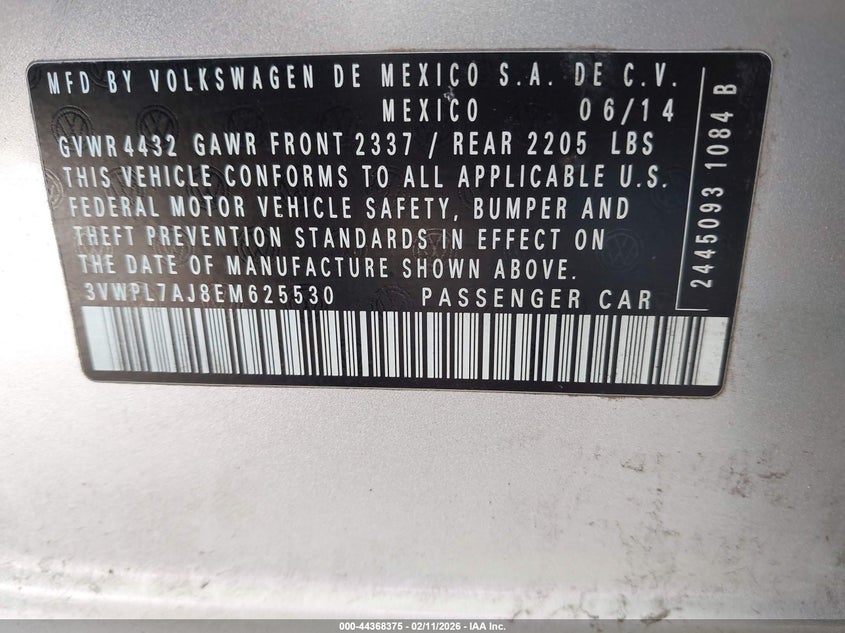 MFD BY VOLKSWAGEN DE MEXICO S.A. DE C.V.
MEXICO 06/14
GVWR 4432 GAWR FRONT 2337 / REAR 2205 LBS
THIS VEHICLE CONFORMS TO ALL APPLICABLE U.S.
FEDERAL MOTOR VEHICLE SAFETY, BUMPER AND
THEFT PREVENTION STANDARDS IN EFFECT ON
THE DATE OF MANUFACTURE SHOWN ABOVE.
3VWPL7AJ8EM625530 PASSENGER CAR
2445093 1084 B
000-44368375 - 02/11/2026 - IAA Inc.